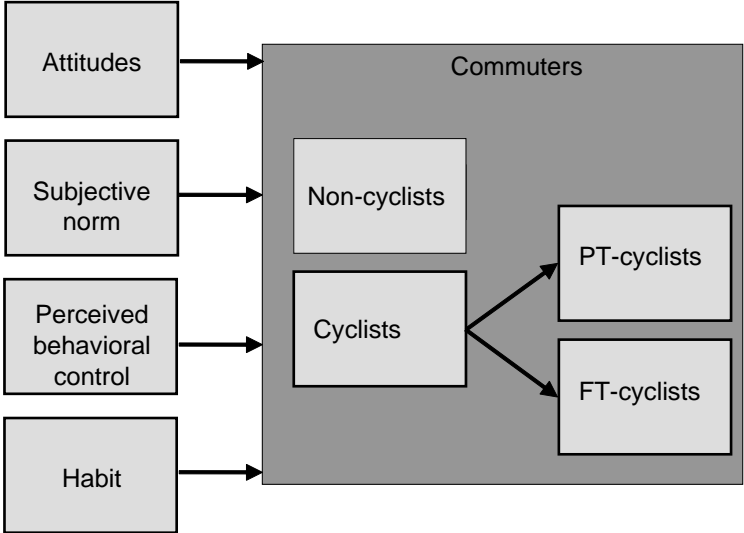 Attitudes
Commuters
Subjective
norm
Non-cyclists
PT-cyclists
Perceived
behavioral
control
Cyclists
FT-cyclists
Habit